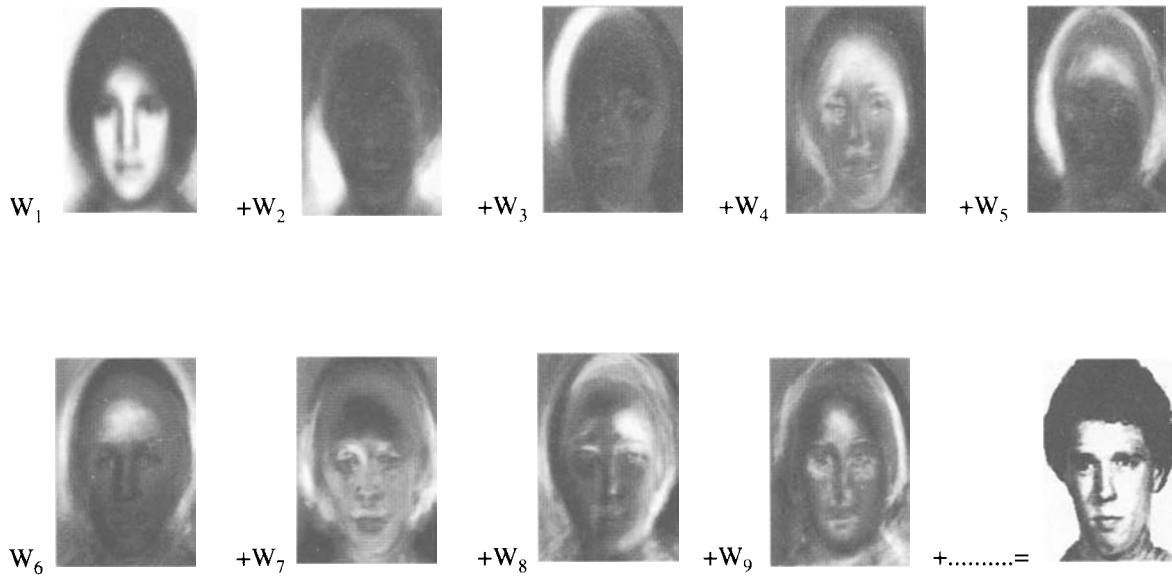 W₁ +W₂ +W₃ +W₄ +W₅
W₆ +W₇ +W₈ +W₉ +..........=